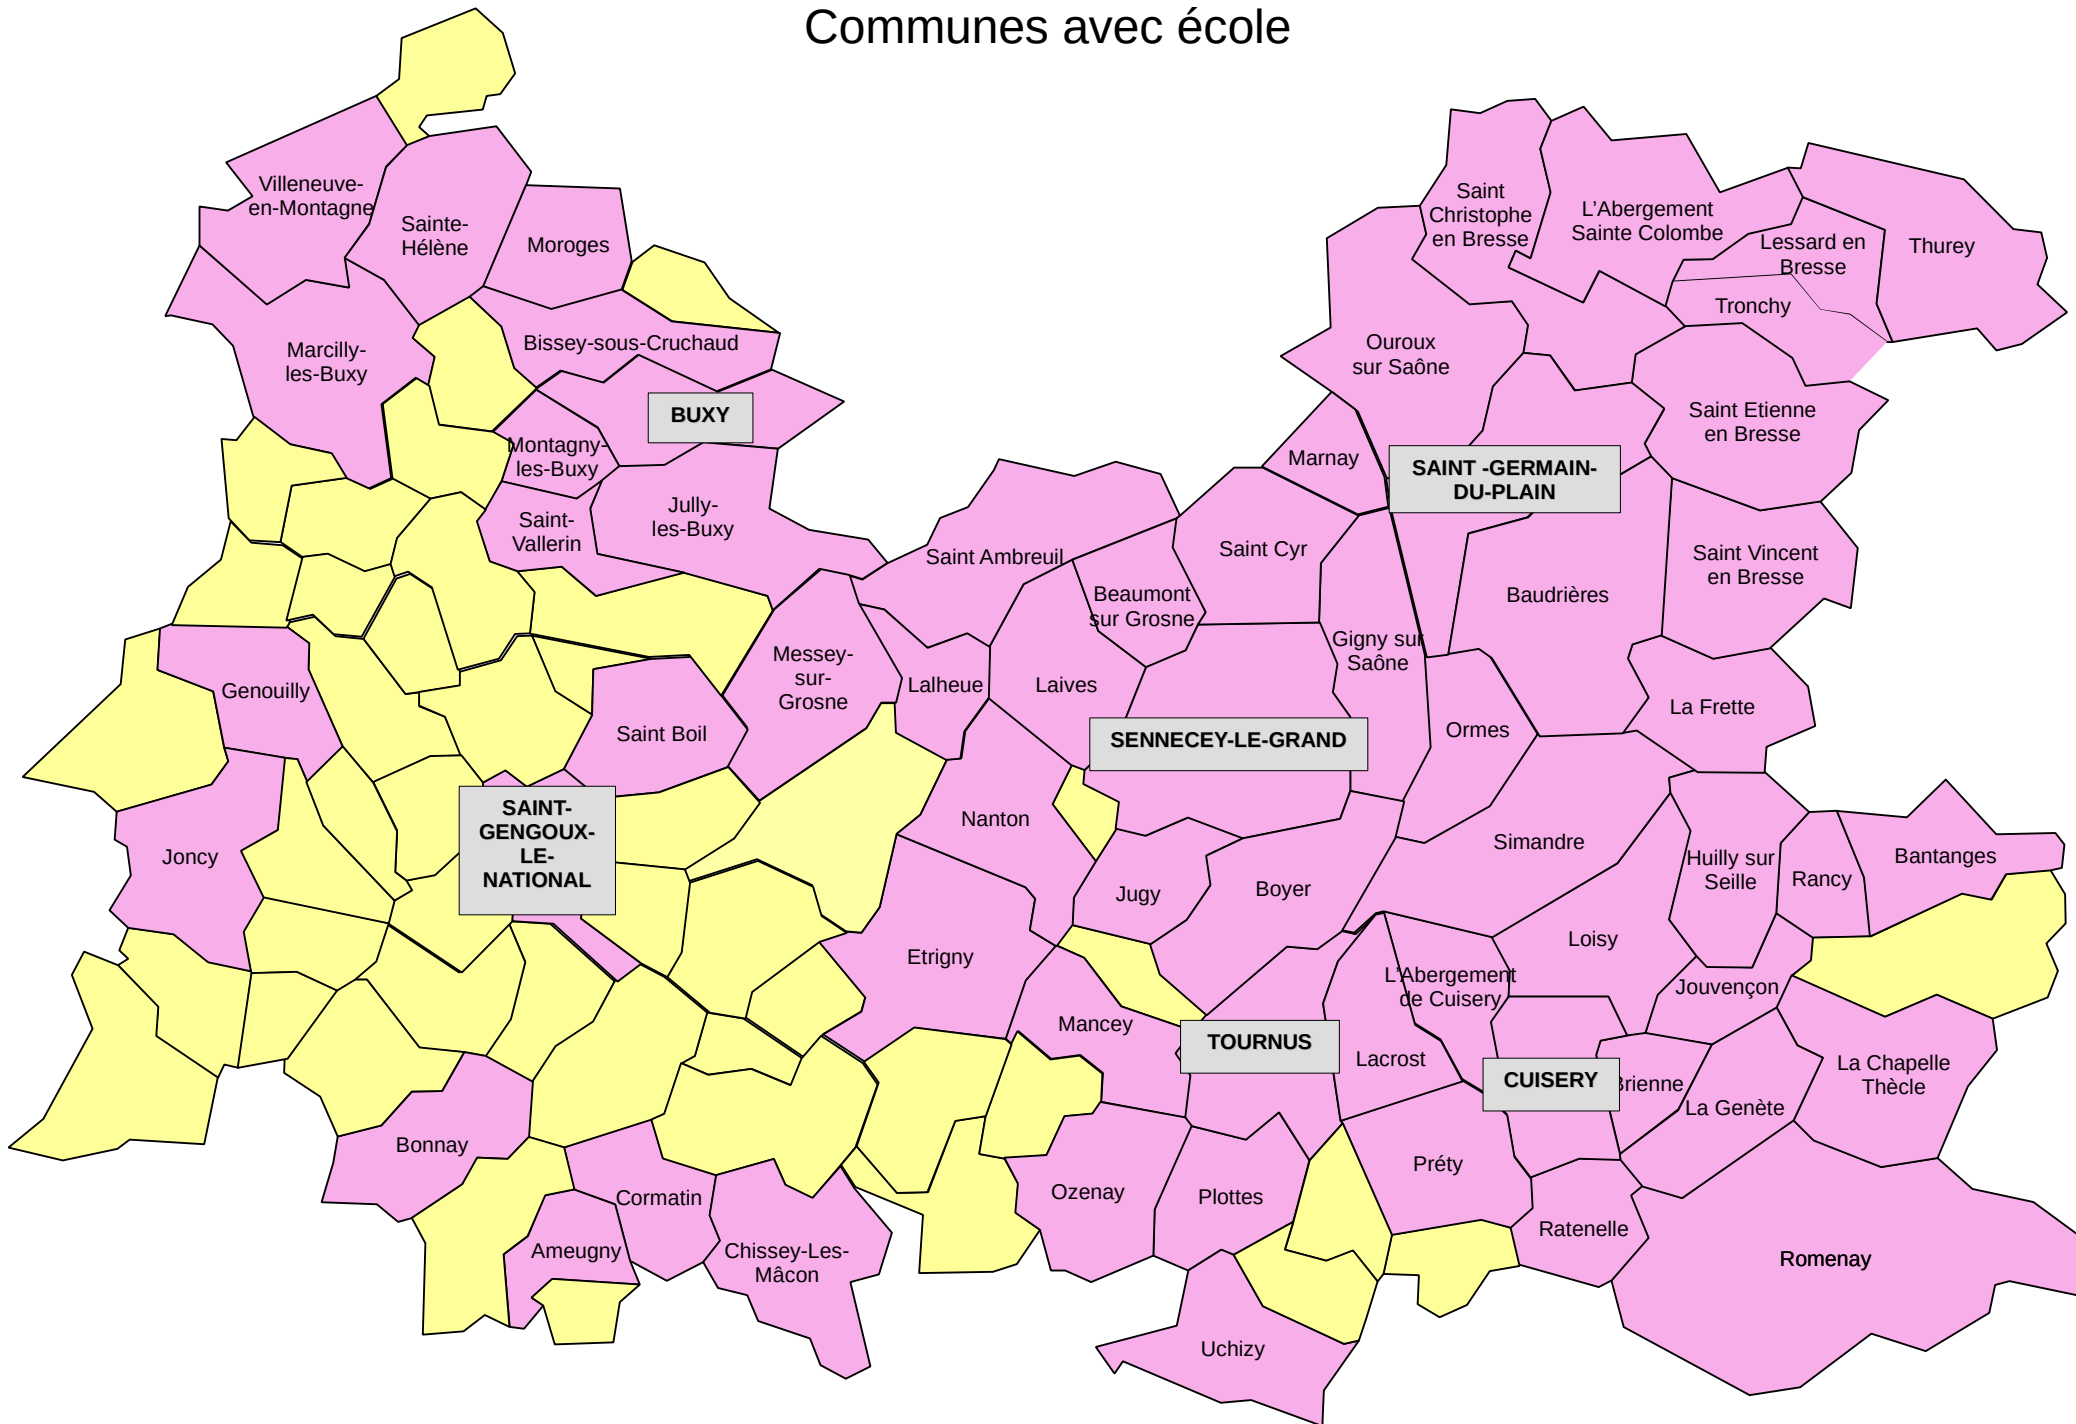 Communes avec école
Villeneuve-
en-Montagne
Sainte-
Hélène
Moroges
Marcilly-
les-Buxy
Bissey-sous-Cruchaud
BUXY
Montagny-
les-Buxy
Saint-
Vallerin
Jully-
les-Buxy
Saint
Christophe
en Bresse
L'Abergement
Sainte Colombe
Lessard en
Bresse
Thurey
Tronchy
Ouroux
sur Saône
Saint Etienne
en Bresse
Marnay
SAINT -GERMAIN-
DU-PLAIN
Saint Ambreuil
Saint Cyr
Beaumont
sur Grosne
Baudrières
Saint Vincent
en Bresse
Gigny sur
Saône
Genouilly
Messey-
sur-
Grosne
Lalheue
Laives
Saint Boil
SENNECEY-LE-GRAND
Ormes
La Frette
SAINT-
GENGOUX-
LE-
NATIONAL
Joncy
Nanton
Jugy
Boyer
Simandre
Huilly sur
Seille
Rancy
Bantanges
Etrigny
Loisy
L'Abergement
de Cuisery
Jouvençon
Mancey
TOURNUS
Lacrost
CUISERY
Brienne
La Genète
La Chapelle
Thècle
Bonnay
Cormatin
Ameugny
Chissey-Les-
Mâcon
Ozenay
Plottes
Préty
Ratenelle
Romenay
Uchizy